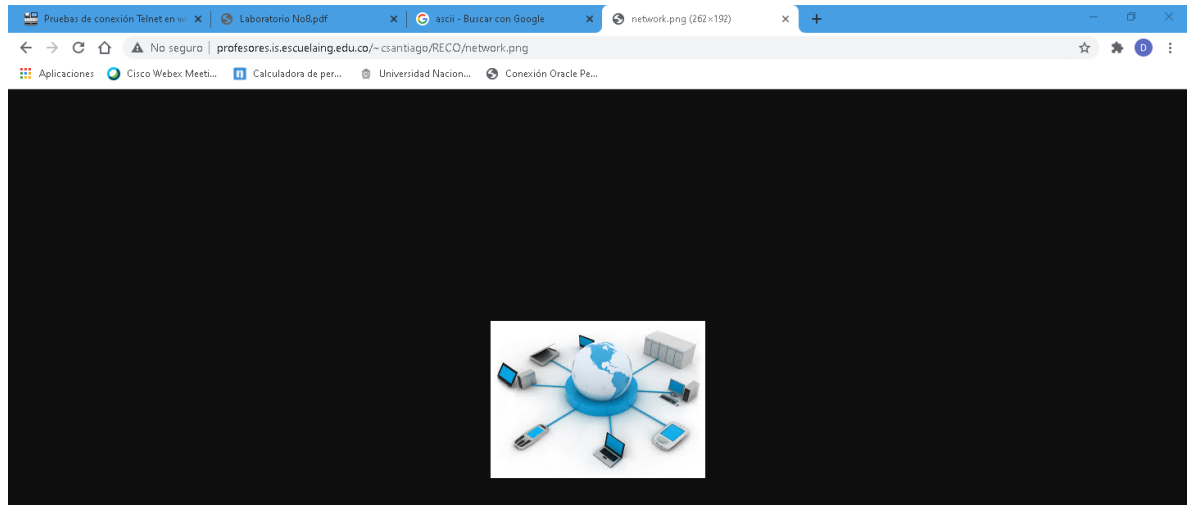 Pruebas de conexión Telnet en w
Laboratorio No8.pdf
ascii - Buscar con Google
network.png (262×192)
No seguro | profesores.is.escuelaing.edu.co/~csantiago/RECO/network.png
D
Aplicaciones
Cisco Webex Meeti...
Calculadora de per...
Universidad Nacion...
Conexión Oracle Pe...